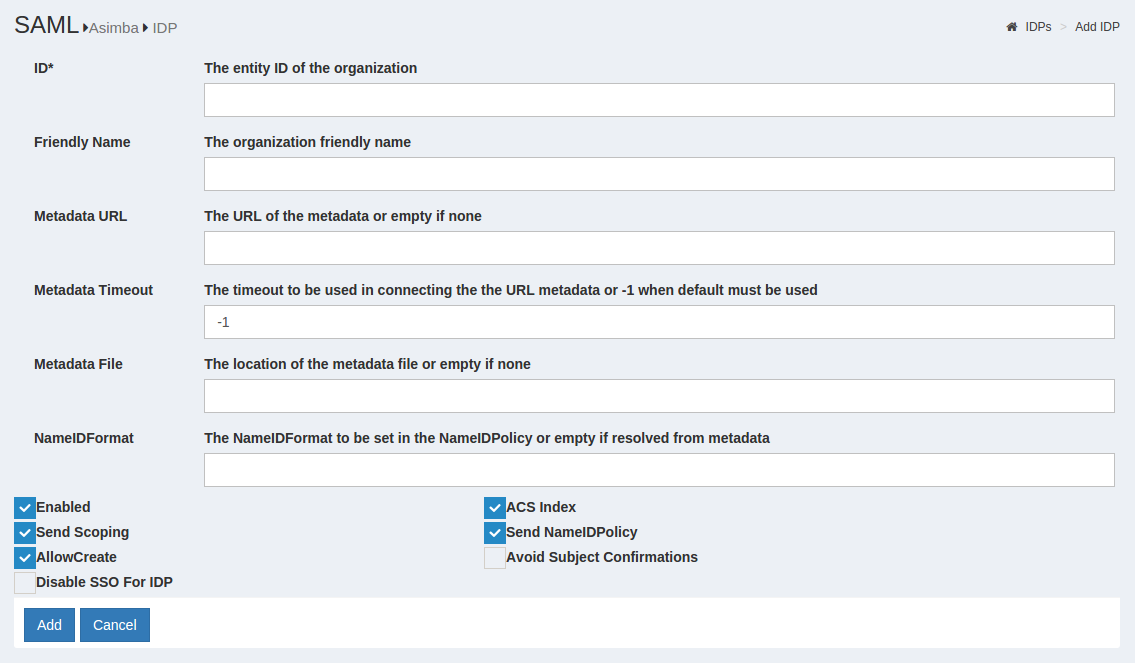 SAML Asimba IDP
IDPs > Add IDP
ID*
The entity ID of the organization
Friendly Name
The organization friendly name
Metadata URL
The URL of the metadata or empty if none
Metadata Timeout
The timeout to be used in connecting the the URL metadata or -1 when default must be used
-1
Metadata File
The location of the metadata file or empty if none
NameIDFormat
The NameIDFormat to be set in the NameIDPolicy or empty if resolved from metadata
Enabled
ACS Index
Send Scoping
Send NameIDPolicy
AllowCreate
Avoid Subject Confirmations
Disable SSO For IDP
Add
Cancel